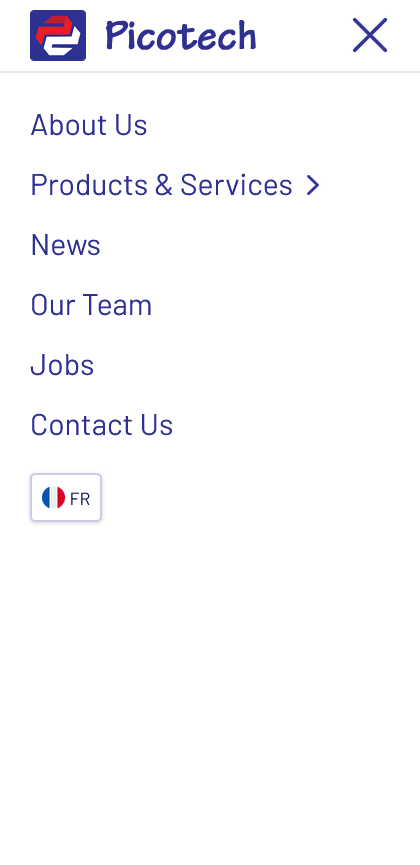 Picotech
About Us
Products & Services
News
Our Team
Jobs
Contact Us
FR